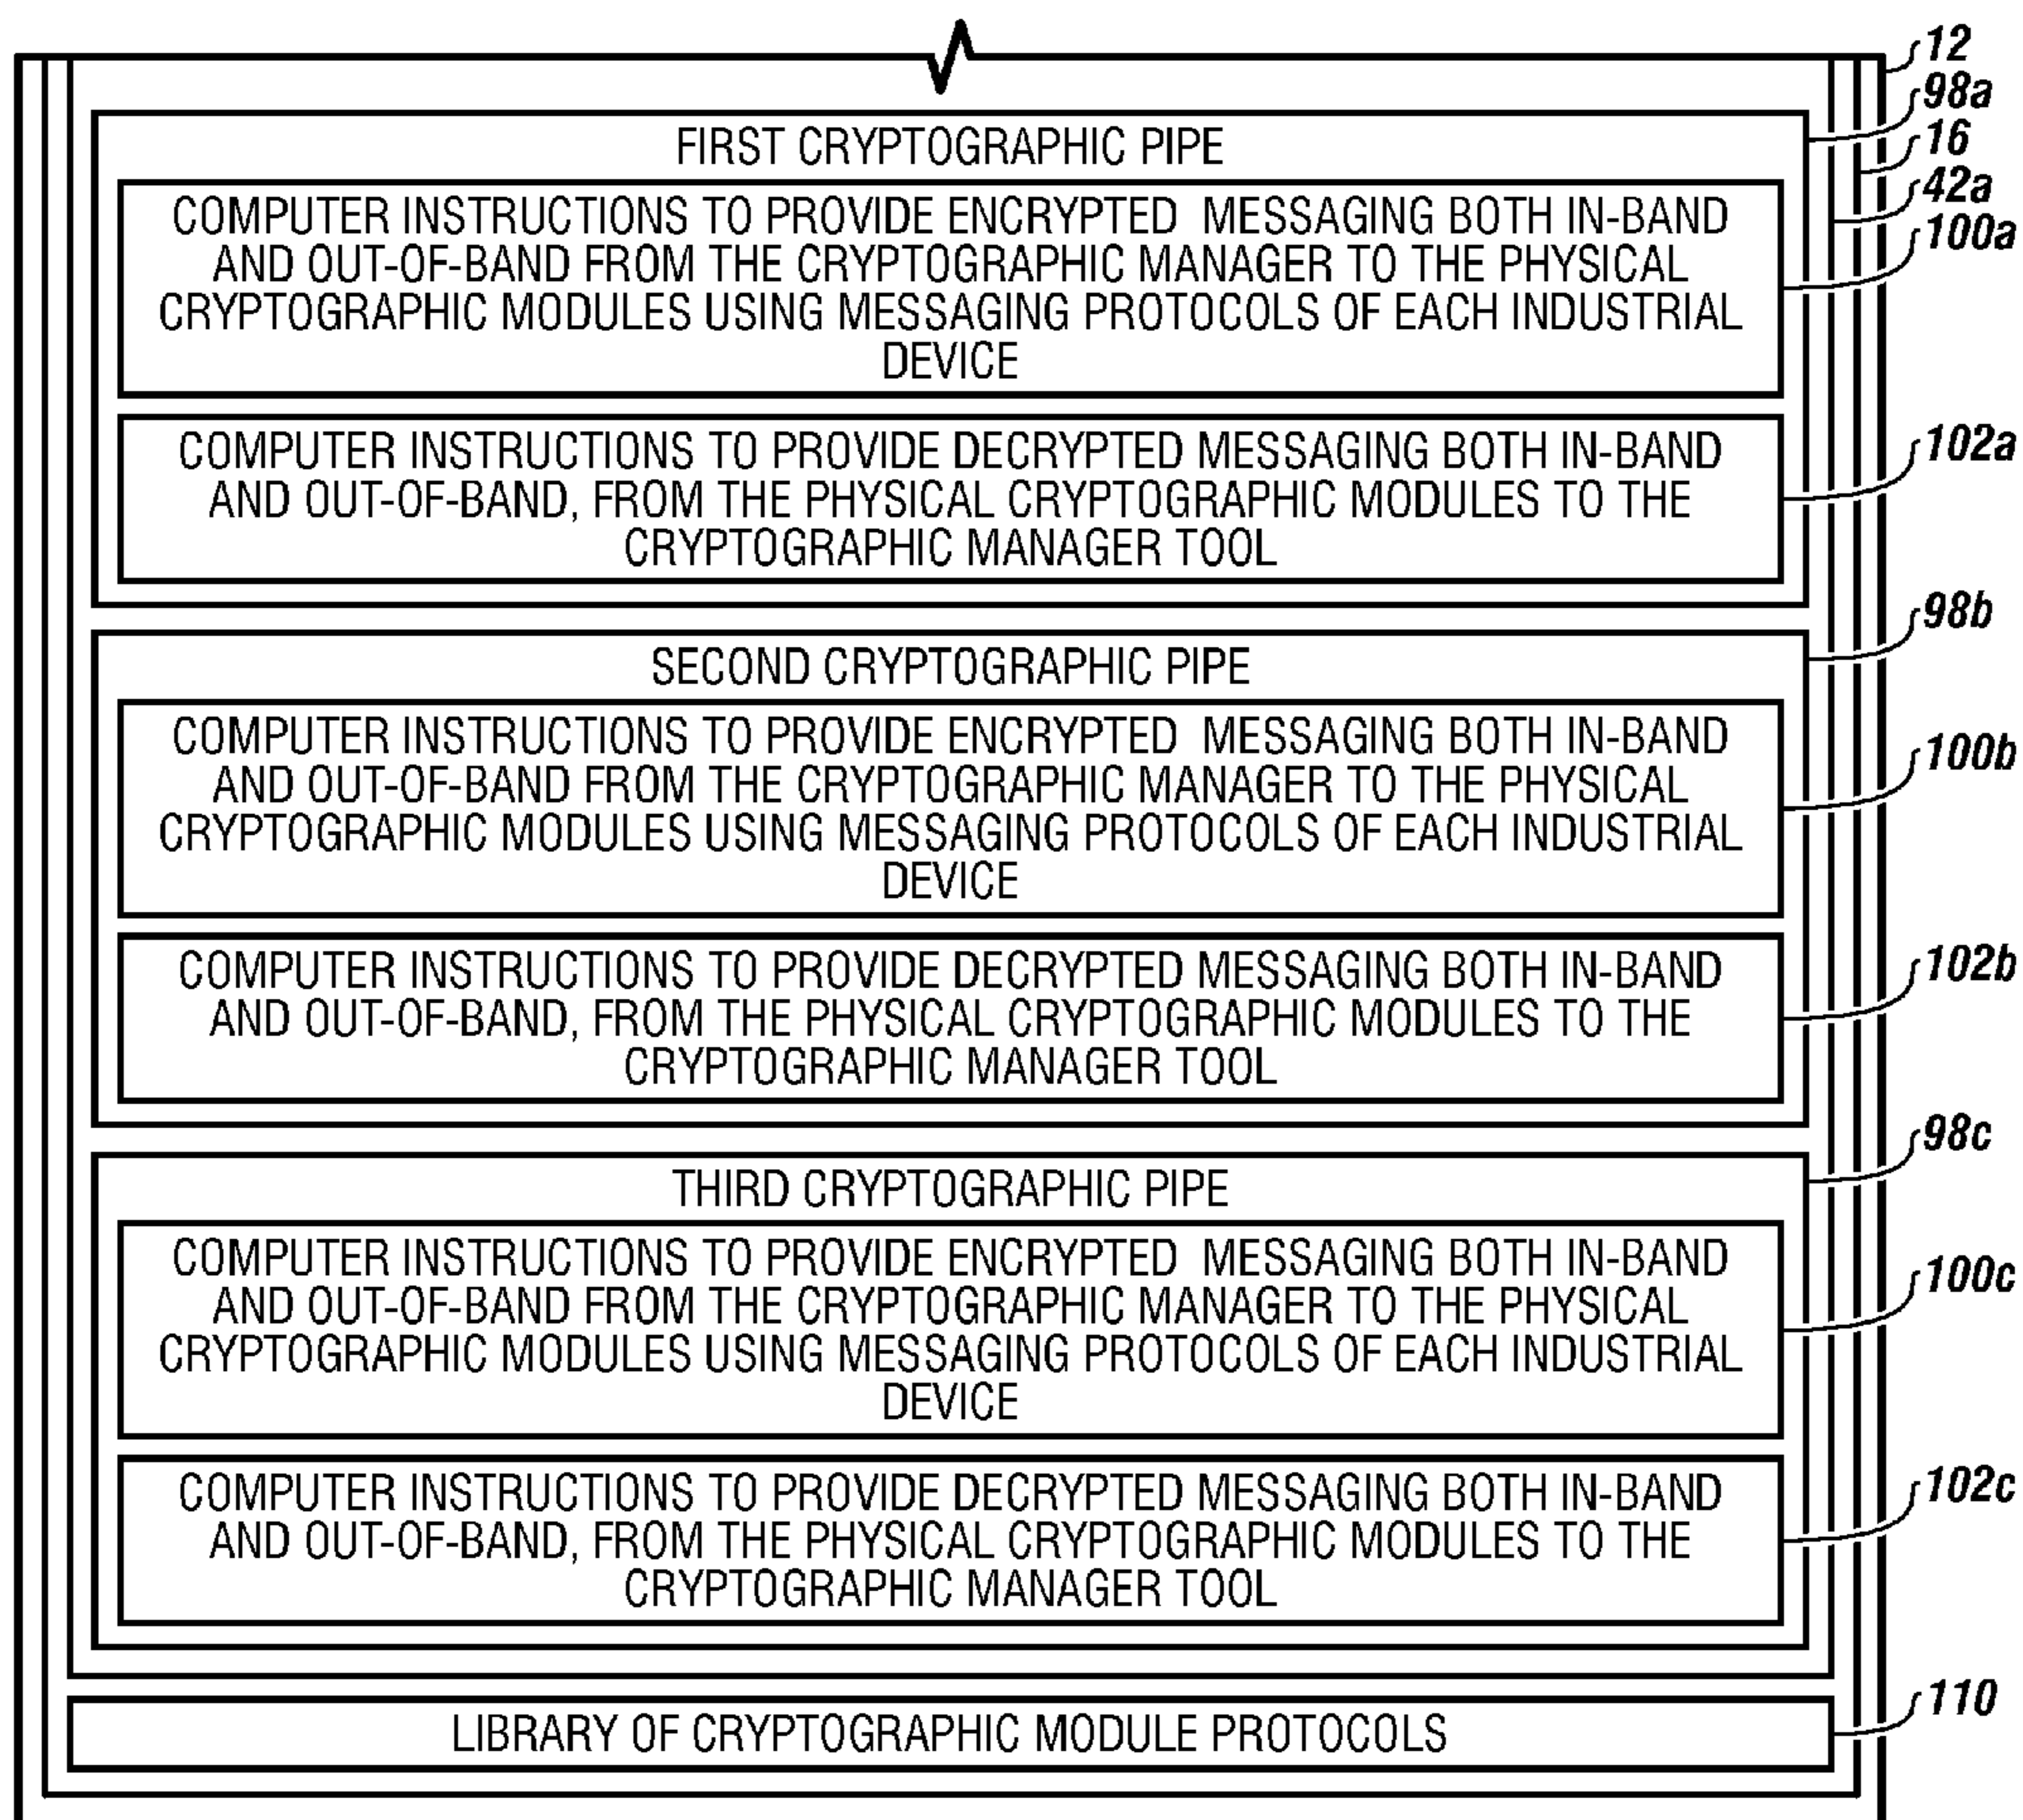 12
98a
FIRST CRYPTOGRAPHIC PIPE
16
42a
100a
COMPUTER INSTRUCTIONS TO PROVIDE ENCRYPTED MESSAGING BOTH IN-BAND
AND OUT-OF-BAND FROM THE CRYPTOGRAPHIC MANAGER TO THE PHYSICAL
CRYPTOGRAPHIC MODULES USING MESSAGING PROTOCOLS OF EACH INDUSTRIAL
DEVICE
102a
COMPUTER INSTRUCTIONS TO PROVIDE DECRYPTED MESSAGING BOTH IN-BAND
AND OUT-OF-BAND, FROM THE PHYSICAL CRYPTOGRAPHIC MODULES TO THE
CRYPTOGRAPHIC MANAGER TOOL
98b
SECOND CRYPTOGRAPHIC PIPE
100b
COMPUTER INSTRUCTIONS TO PROVIDE ENCRYPTED MESSAGING BOTH IN-BAND
AND OUT-OF-BAND FROM THE CRYPTOGRAPHIC MANAGER TO THE PHYSICAL
CRYPTOGRAPHIC MODULES USING MESSAGING PROTOCOLS OF EACH INDUSTRIAL
DEVICE
102b
COMPUTER INSTRUCTIONS TO PROVIDE DECRYPTED MESSAGING BOTH IN-BAND
AND OUT-OF-BAND, FROM THE PHYSICAL CRYPTOGRAPHIC MODULES TO THE
CRYPTOGRAPHIC MANAGER TOOL
98c
THIRD CRYPTOGRAPHIC PIPE
100c
COMPUTER INSTRUCTIONS TO PROVIDE ENCRYPTED MESSAGING BOTH IN-BAND
AND OUT-OF-BAND FROM THE CRYPTOGRAPHIC MANAGER TO THE PHYSICAL
CRYPTOGRAPHIC MODULES USING MESSAGING PROTOCOLS OF EACH INDUSTRIAL
DEVICE
102c
COMPUTER INSTRUCTIONS TO PROVIDE DECRYPTED MESSAGING BOTH IN-BAND
AND OUT-OF-BAND, FROM THE PHYSICAL CRYPTOGRAPHIC MODULES TO THE
CRYPTOGRAPHIC MANAGER TOOL
110
LIBRARY OF CRYPTOGRAPHIC MODULE PROTOCOLS